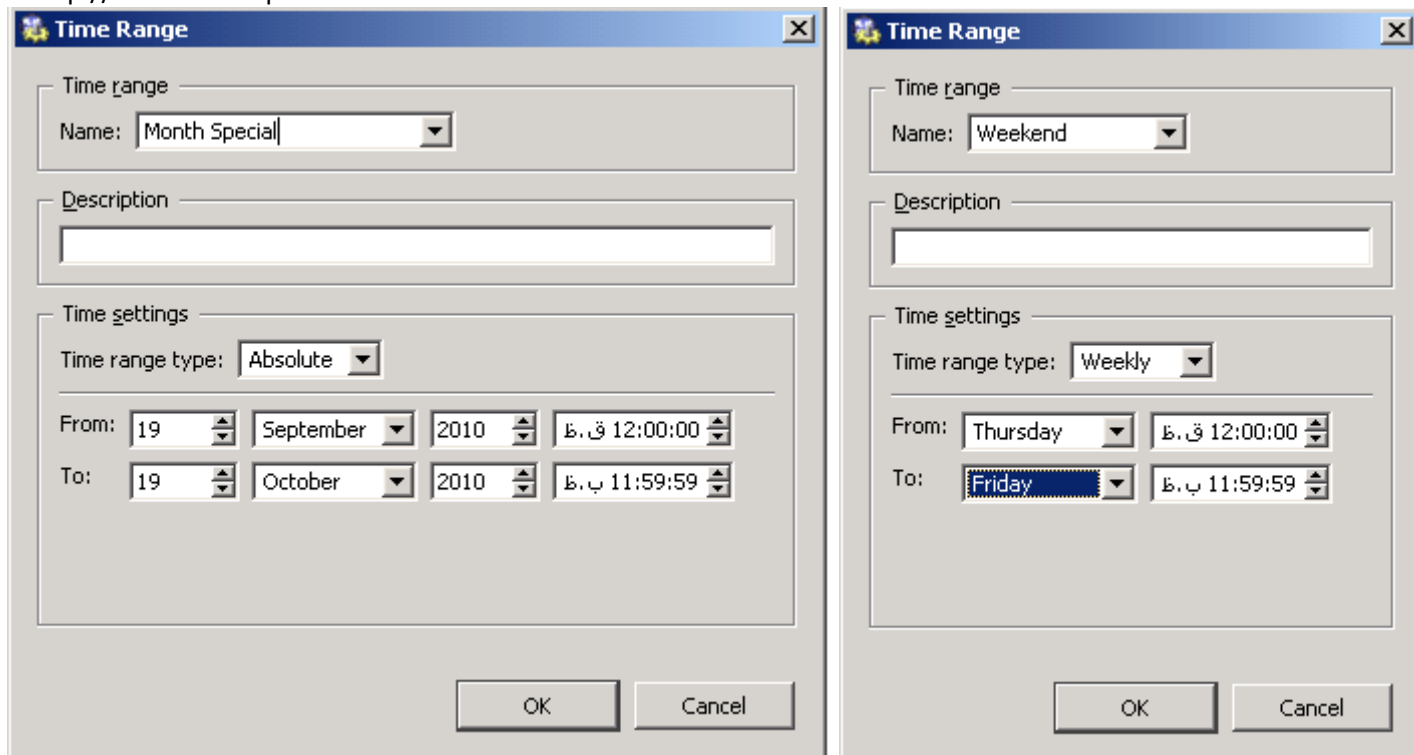 Time Range
Time range
Name: Month Special
Description
Time settings
Time range type: Absolute
From: 19 September 2010 12:00:00 ق.ظ
To: 19 October 2010 11:59:59 ب.ظ
OK Cancel
Time Range
Time range
Name: Weekend
Description
Time settings
Time range type: Weekly
From: Thursday 12:00:00 ق.ظ
To: Friday 11:59:59 ب.ظ
OK Cancel